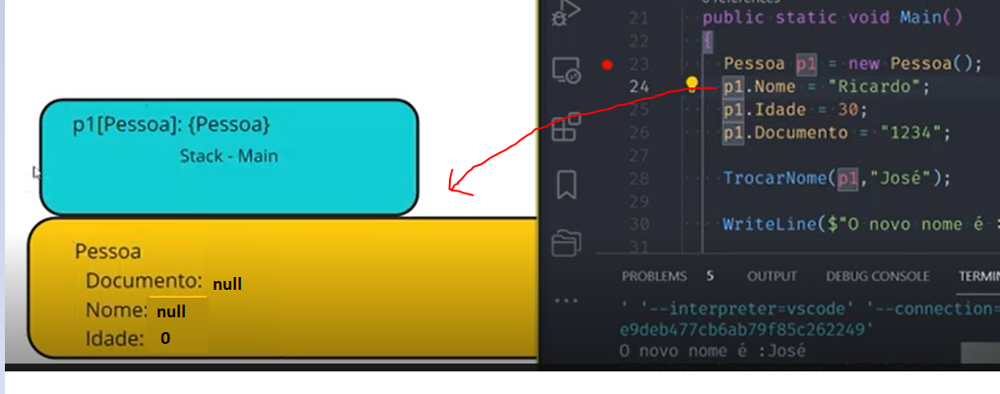 p1[Pessoa]: {Pessoa}
Stack - Main
Pessoa
Documento: null
Nome: null
Idade: 0
21 public static void Main()
22 {
23 Pessoa p1 = new Pessoa();
24 p1.Nome = "Ricardo";
25 p1.Idade = 30;
26 p1.Documento = "1234";
27
28 TrocarNome(p1,"José");
29
30 WriteLine($"O novo nome é :
31
PROBLEMS 5 OUTPUT DEBUG CONSOLE TERMIN
' '--interpreter=vscode' '--connection=
e9deb477cb6ab79f85c262249'
O novo nome é :José